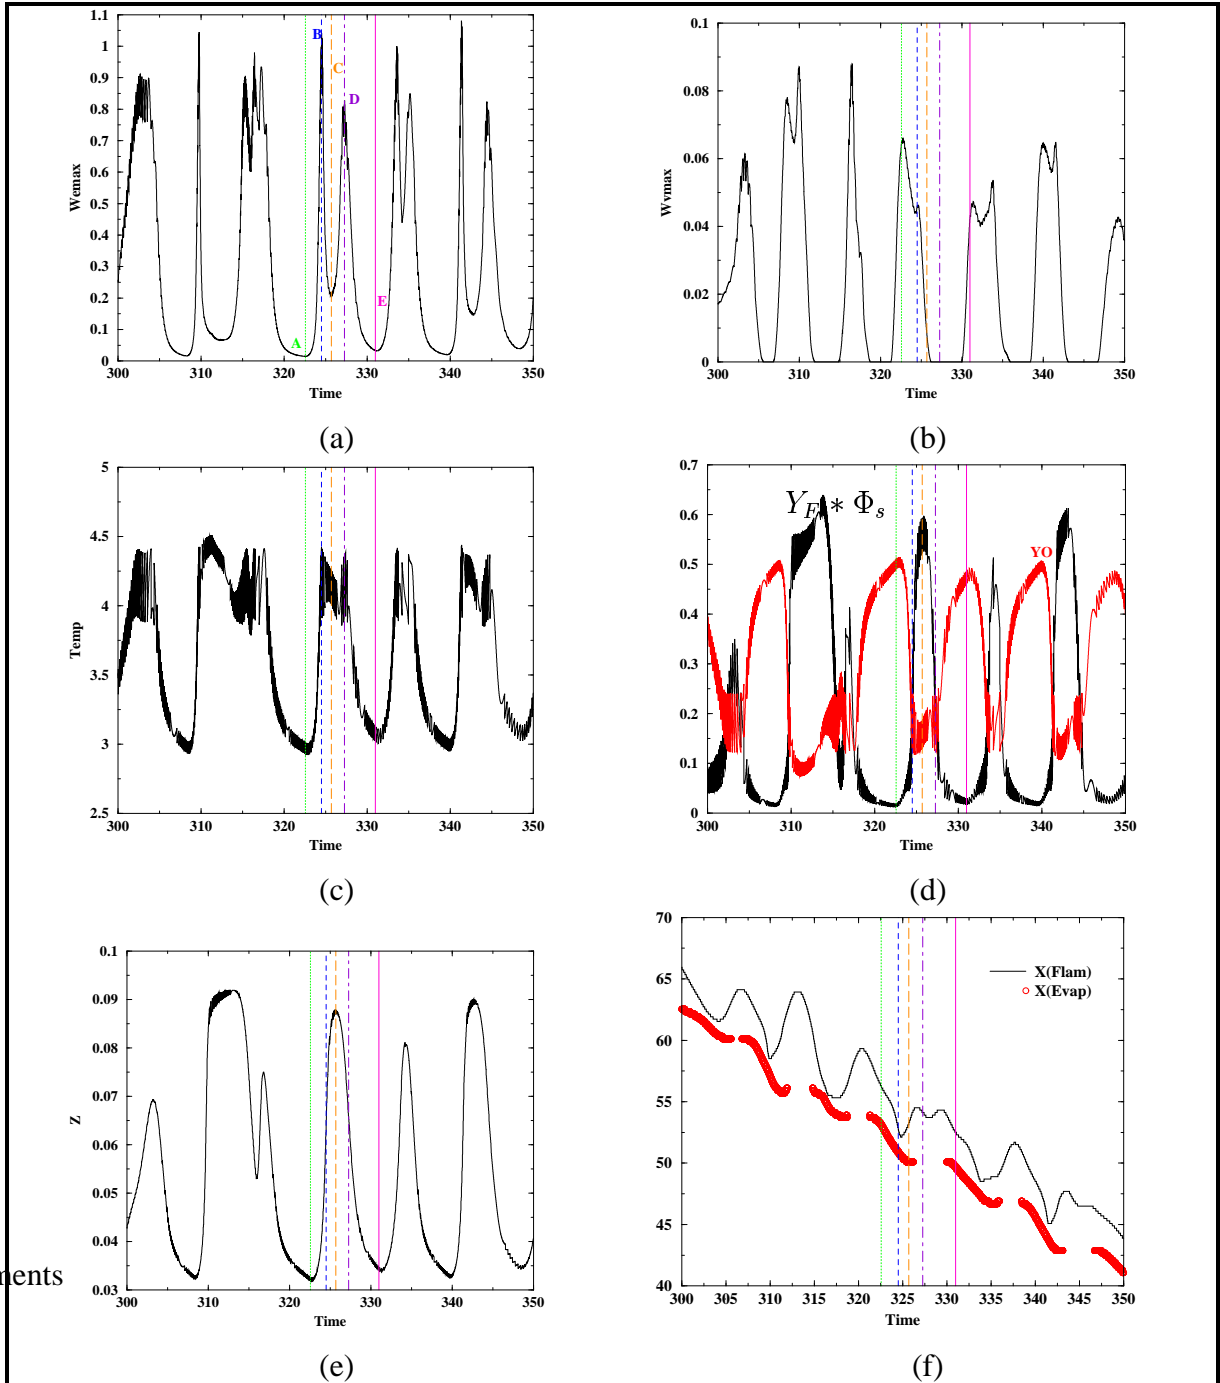 1.1
1
0.9
0.8
0.7
0.6
0.5
0.4
0.3
0.2
0.1
0
Wemax
A
B
C
D
E
300 310 320 330 340 350
Time
(a)
0.1
0.08
0.06
0.04
0.02
0
Wvmax
300 310 320 330 340 350
Time
(b)
5
4.5
4
3.5
3
2.5
Temp
300 310 320 330 340 350
Time
(c)
0.7
0.6
0.5
0.4
0.3
0.2
0.1
0
Y_F * Φ_s
YO
300 310 320 330 340 350
Time
(d)
0.1
0.09
0.08
0.07
0.06
0.05
0.04
0.03
Z
300 310 320 330 340 350
Time
(e)
70
65
60
55
50
45
40
X(Flam)
X(Evap)
300 305 310 315 320 325 330 335 340 345 350
Time
(f)
ments